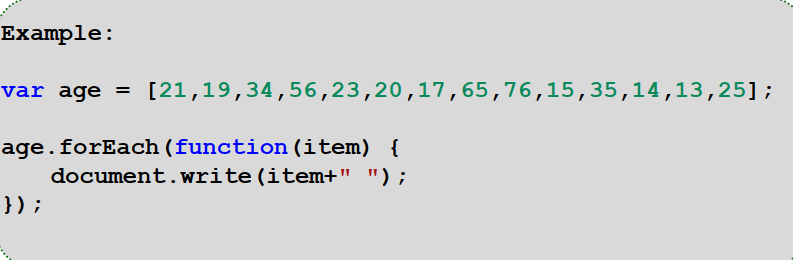 Example:
var age = [21,19,34,56,23,20,17,65,76,15,35,14,13,25];
age.forEach(function(item) {
document.write(item+" ");
});